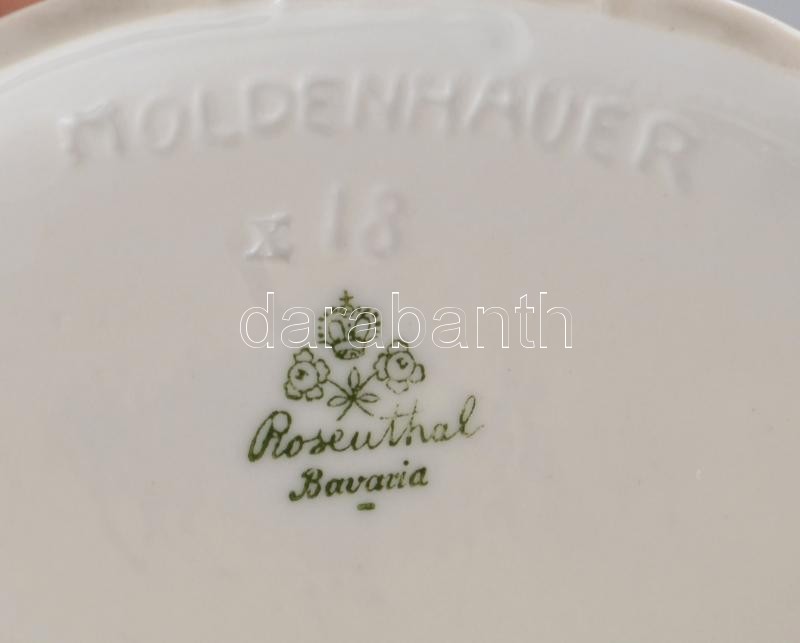 MOLDENHAUER
x 18
darabanth
Rosenthal
Bavaria